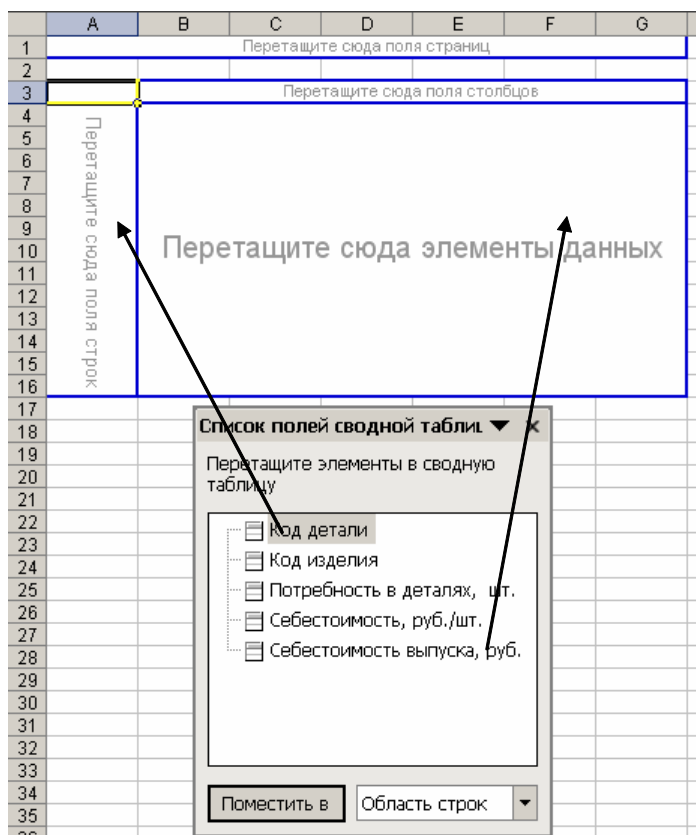 A B C D E F G
1 Перетащите сюда поля страниц
2
3 Перетащите сюда поля столбцов
4
5
6
7
8
9
10
11
12
13
14
15
16
Перетащите сюда поля строк
Перетащите сюда элементы данных
17
18
19
20
21
22
23
24
25
26
27
28
29
30
31
32
33
34
35
Список полей сводной таблиц
Перетащите элементы в сводную
таблицу
Код детали
Код изделия
Потребность в деталях, шт.
Себестоимость, руб./шт.
Себестоимость выпуска, руб.
Поместить в Область строк